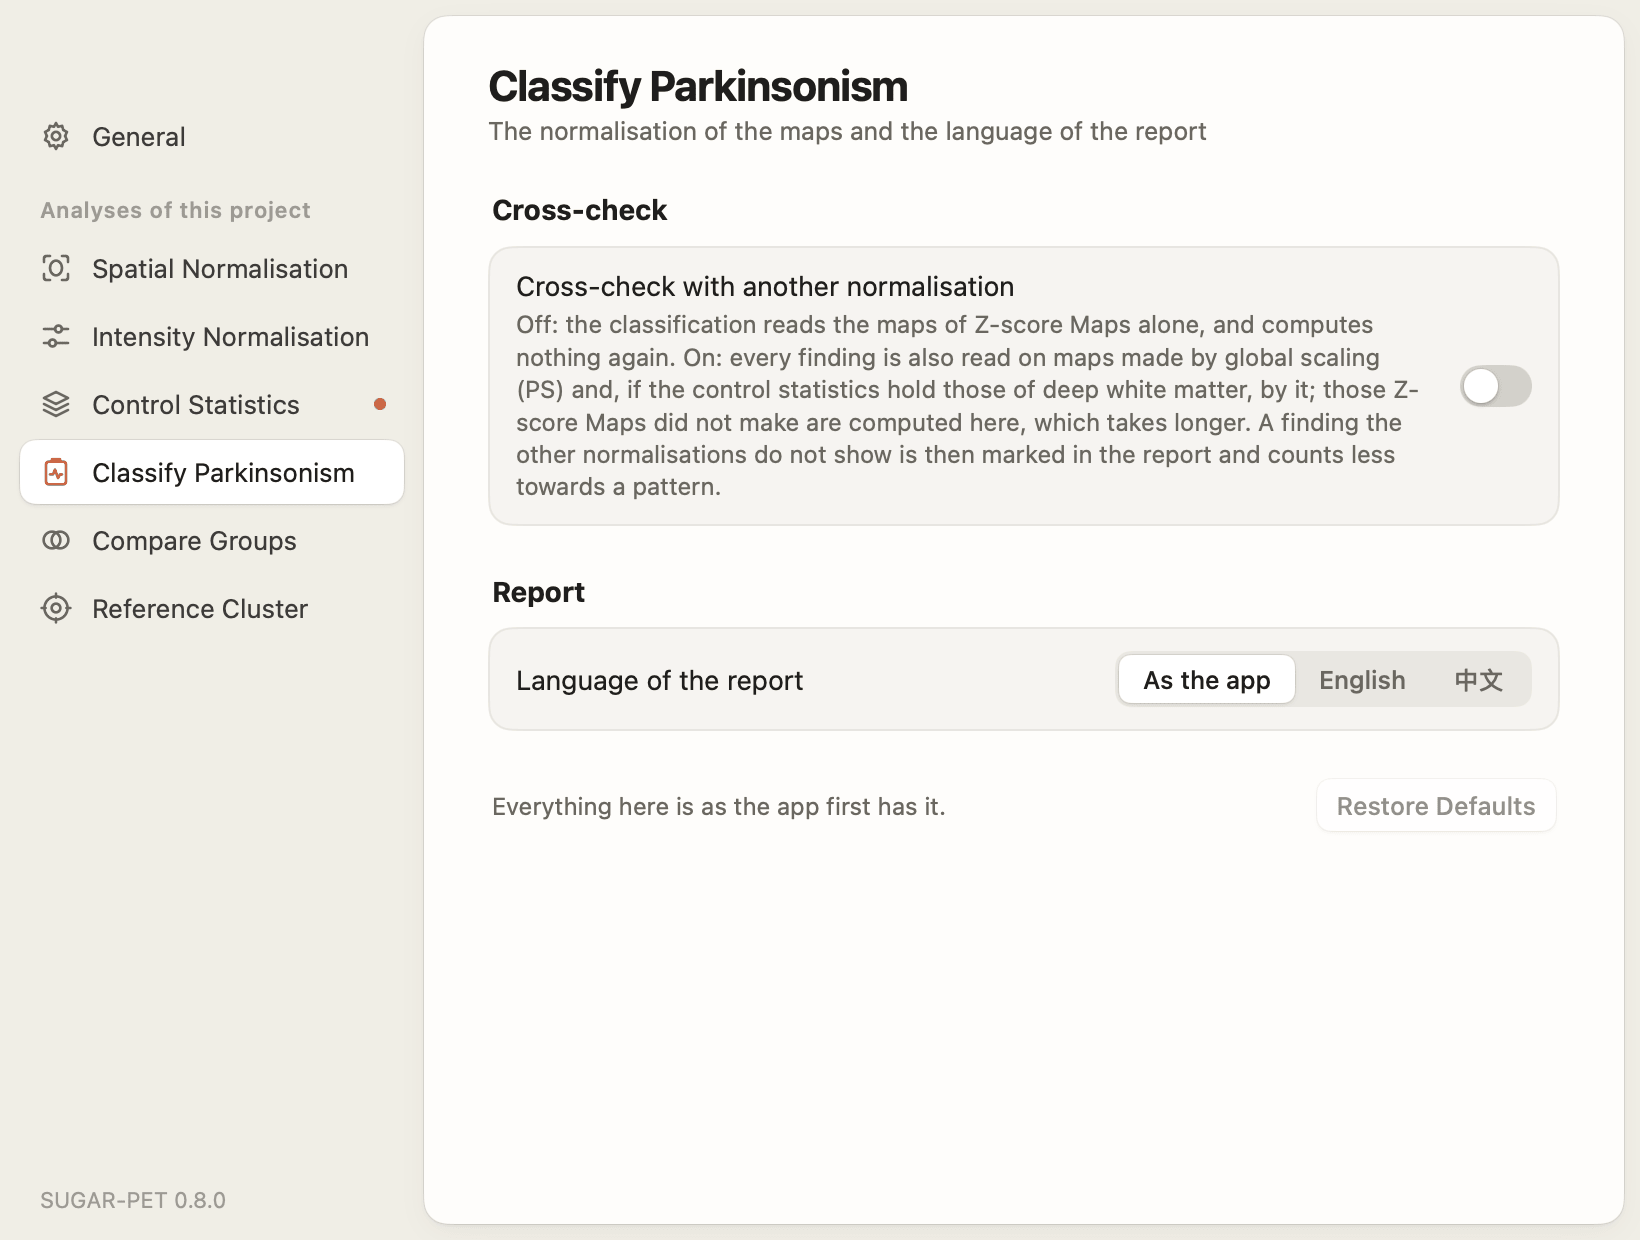 General
Analyses of this project
Spatial Normalisation
Intensity Normalisation
Control Statistics
Classify Parkinsonism
Compare Groups
Reference Cluster
SUGAR-PET 0.8.0
Classify Parkinsonism
The normalisation of the maps and the language of the report
Cross-check
Cross-check with another normalisation
Off: the classification reads the maps of Z-score Maps alone, and computes
nothing again. On: every finding is also read on maps made by global scaling
(PS) and, if the control statistics hold those of deep white matter, by it; those Z-
score Maps did not make are computed here, which takes longer. A finding the
other normalisations do not show is then marked in the report and counts less
towards a pattern.
Report
Language of the report
As the app
English
中文
Everything here is as the app first has it.
Restore Defaults